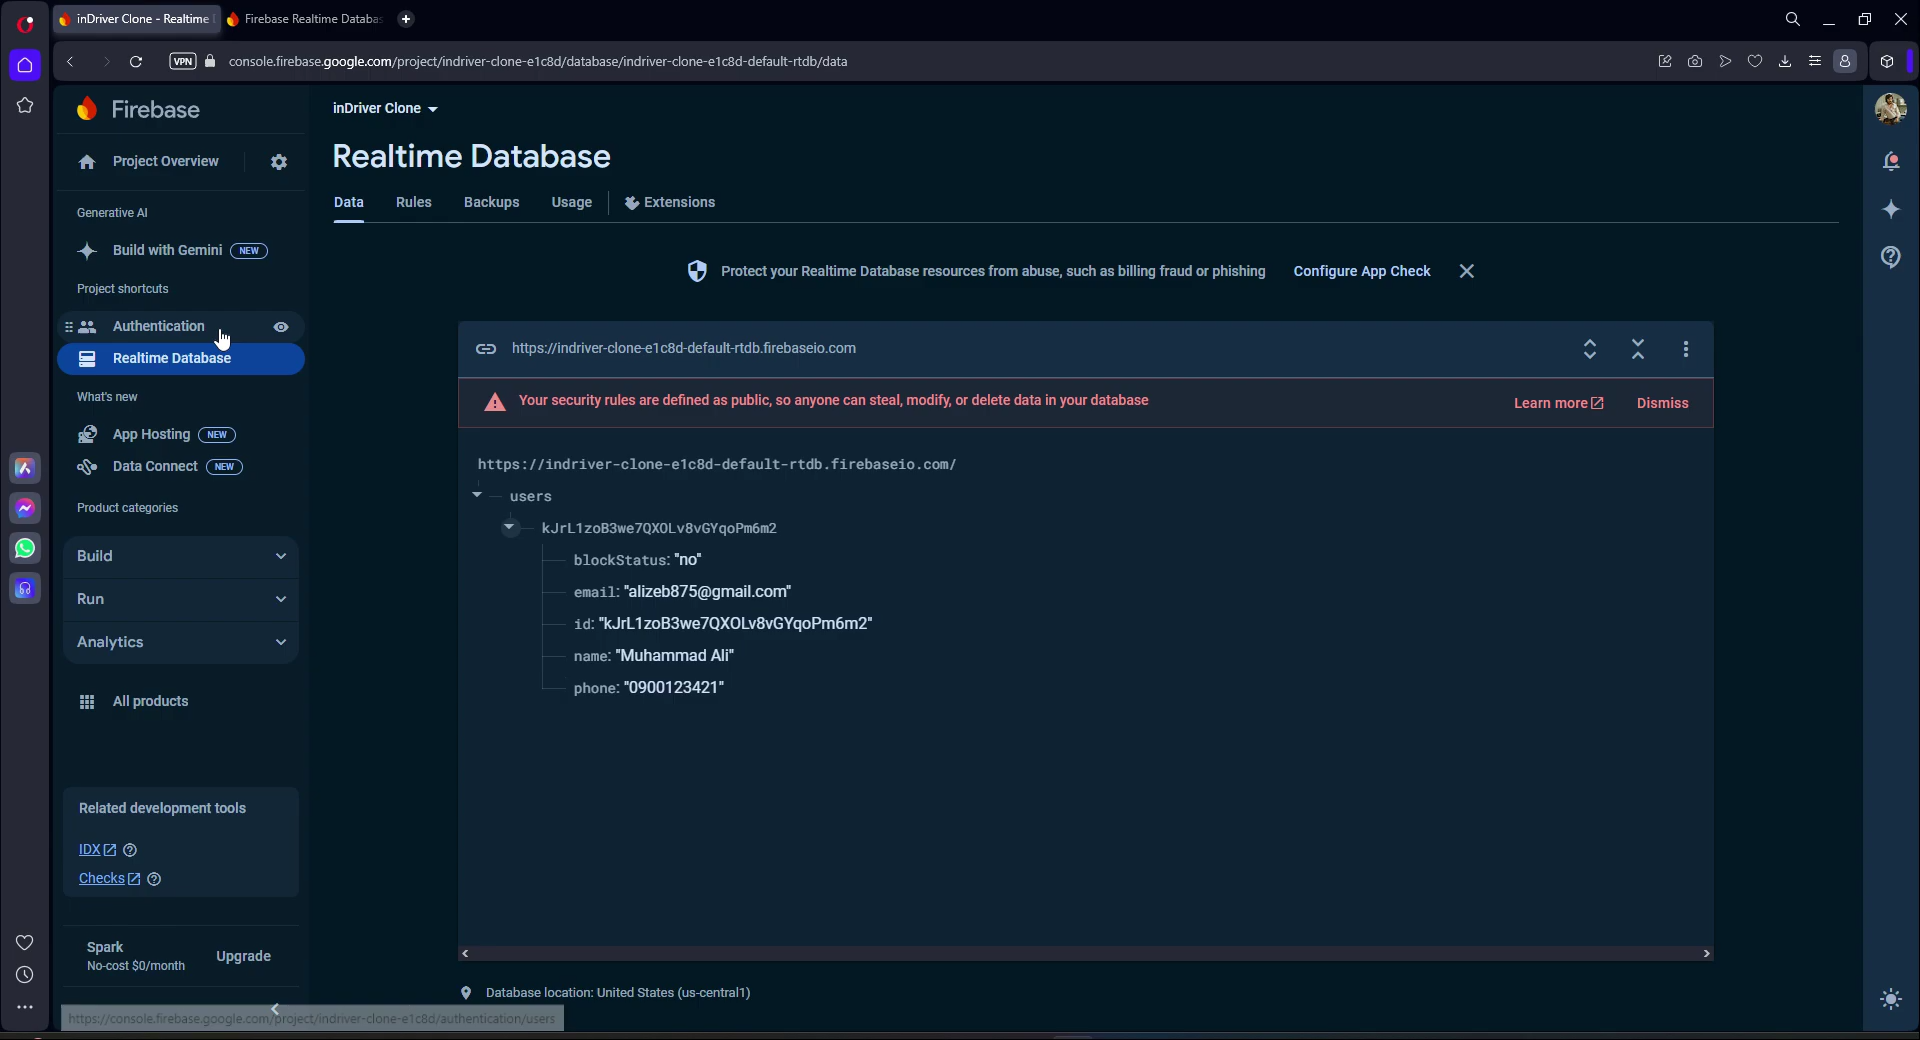 inDriver Clone - Realtime
Firebase Realtime Databa
VPN
console.firebase.google.com/project/indriver-clone-e1c8d/database/indriver-clone-e1c8d-default-rtdb/data
Firebase
inDriver Clone
Project Overview
Realtime Database
Data
Rules
Backups
Usage
Extensions
Generative AI
Build with Gemini
NEW
Protect your Realtime Database resources from abuse, such as billing fraud or phishing
Configure App Check
Project shortcuts
Authentication
Realtime Database
https://indriver-clone-e1c8d-default-rtdb.firebaseio.com
What's new
Your security rules are defined as public, so anyone can steal, modify, or delete data in your database
Learn more
Dismiss
App Hosting
NEW
Data Connect
NEW
https://indriver-clone-e1c8d-default-rtdb.firebaseio.com/
users
Product categories
kJrL1zoB3we7QXOLv8vGYqoPm6m2
Build
blockStatus: "no"
email: "alizeb875@gmail.com"
Run
id: "kJrL1zoB3we7QXOLv8vGYqoPm6m2"
Analytics
name: "Muhammad Ali"
phone: "0900123421"
All products
Related development tools
IDX
Checks
Spark
No-cost $0/month
Upgrade
Database location: United States (us-central1)
https://console.firebase.google.com/project/indriver-clone-e1c8d/authentication/users